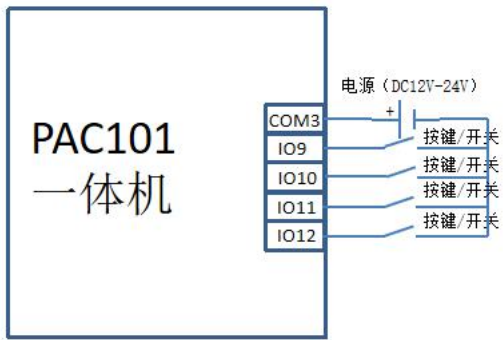 电源（DC12V-24V）
+
COM3
PAC101
一体机
IO9
按键/开关
IO10
按键/开关
IO11
按键/开关
IO12
按键/开关